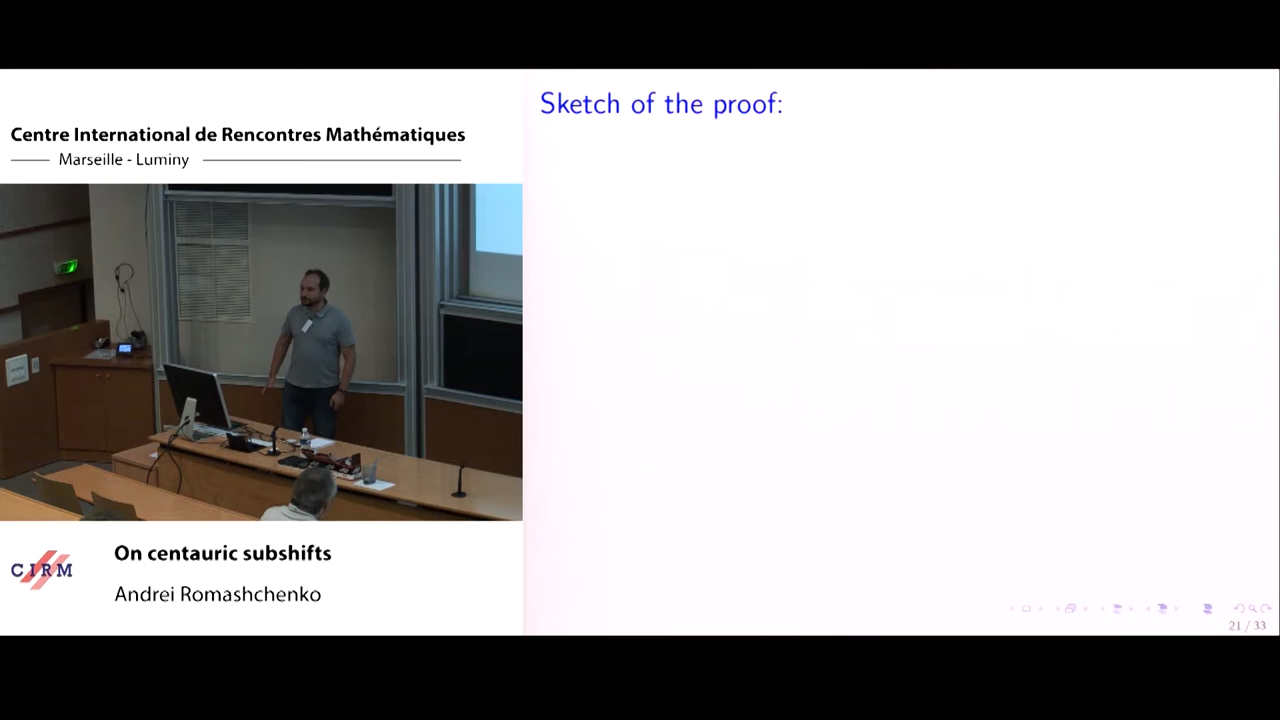 Centre International de Rencontres Mathématiques
Marseille - Luminy
Sketch of the proof:
On centauric subshifts
Andrei Romashchenko
CIRM
21 / 33